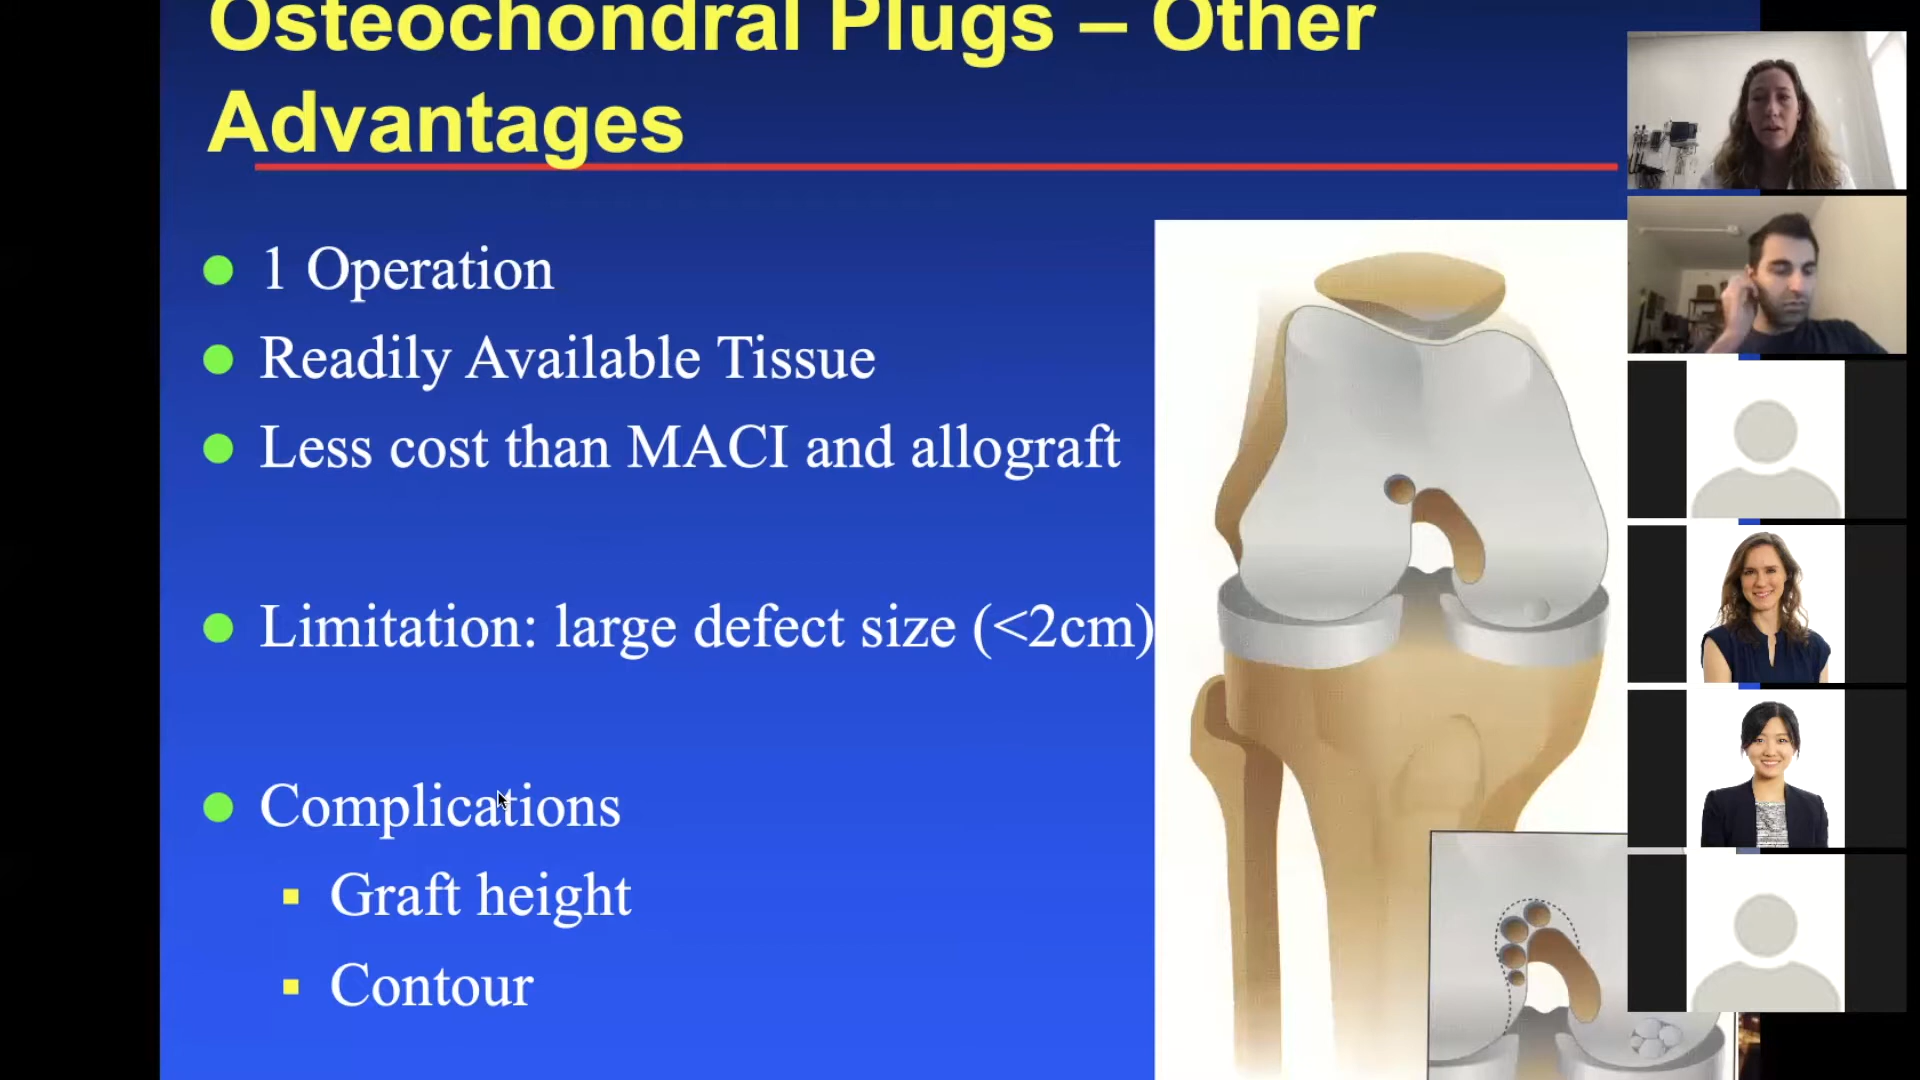 Osteochondral Plugs – Other
Advantages
1 Operation
Readily Available Tissue
Less cost than MACI and allograft
Limitation: large defect size (<2cm)
Complications
Graft height
Contour